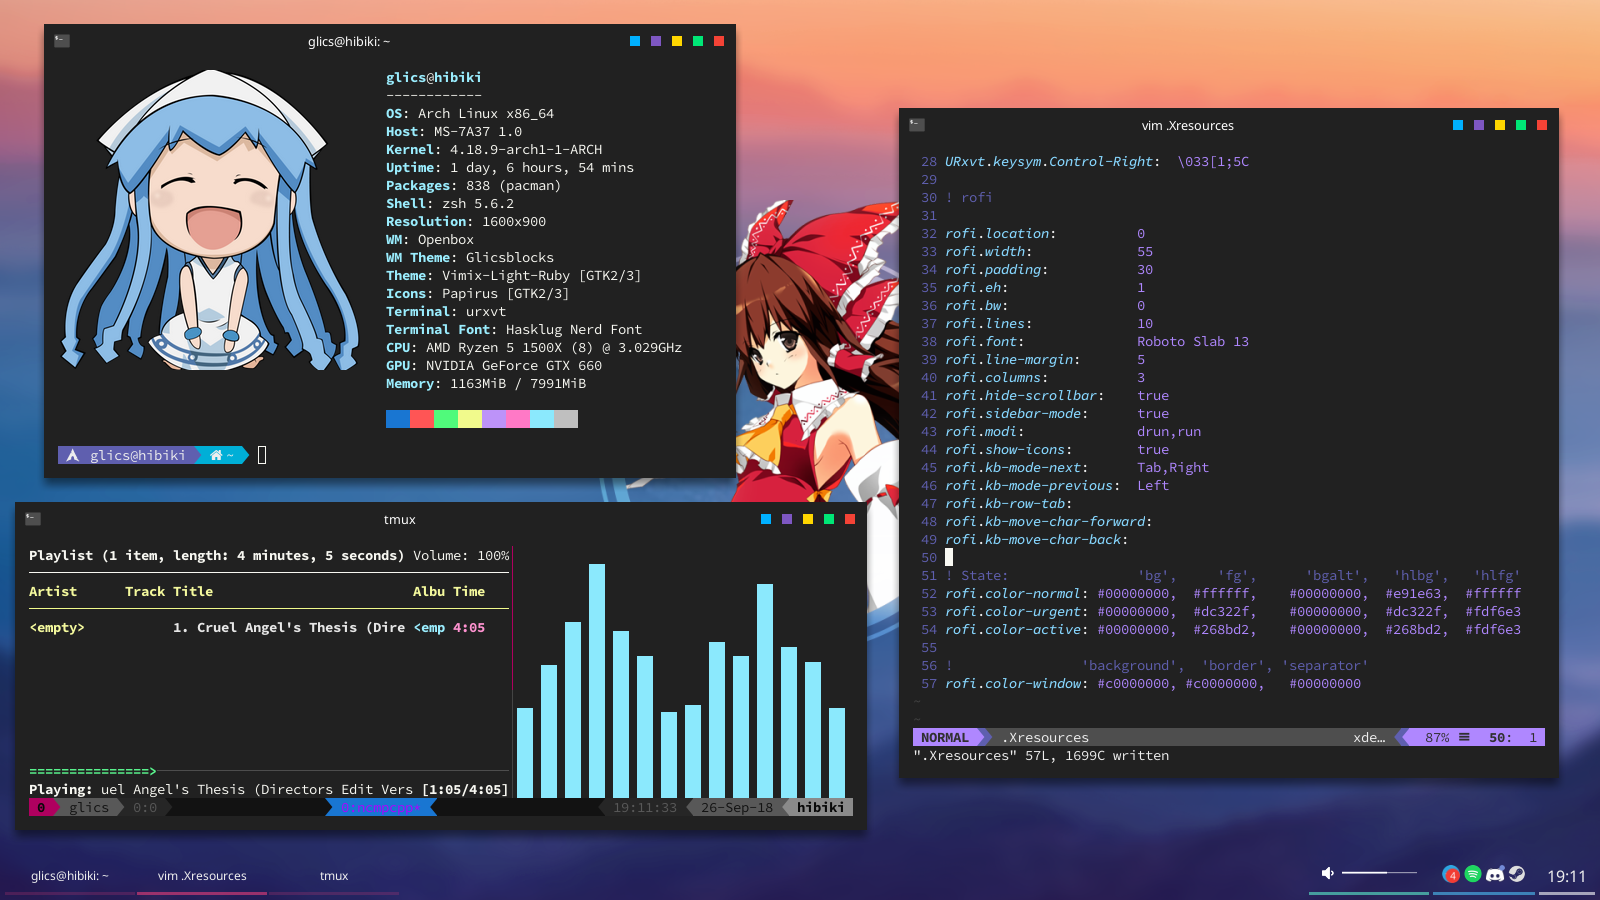 glics@hibiki: ~
glics@hibiki
------------
OS: Arch Linux x86_64
Host: MS-7A37 1.0
Kernel: 4.18.9-arch1-1-ARCH
Uptime: 1 day, 6 hours, 54 mins
Packages: 838 (pacman)
Shell: zsh 5.6.2
Resolution: 1600x900
WM: Openbox
WM Theme: Glicsblocks
Theme: Vimix-Light-Ruby [GTK2/3]
Icons: Papirus [GTK2/3]
Terminal: urxvt
Terminal Font: Hasklug Nerd Font
CPU: AMD Ryzen 5 1500X (8) @ 3.029GHz
GPU: NVIDIA GeForce GTX 660
Memory: 1163MiB / 7991MiB
glics@hibiki ~
tmux
Playlist (1 item, length: 4 minutes, 5 seconds) Volume: 100%
Artist Track Title Albu Time
<empty> 1. Cruel Angel's Thesis (Dire <emp 4:05
===============>
Playing: uel Angel's Thesis (Directors Edit Vers [1:05/4:05]
0 glics 0:0 0:ncmpcpp* 19:11:33 26-Sep-18 hibiki
vim .Xresources
28 URxvt.keysym.Control-Right: \033[1;5C
29
30 ! rofi
31
32 rofi.location: 0
33 rofi.width: 55
34 rofi.padding: 30
35 rofi.eh: 1
36 rofi.bw: 0
37 rofi.lines: 10
38 rofi.font: Roboto Slab 13
39 rofi.line-margin: 5
40 rofi.columns: 3
41 rofi.hide-scrollbar: true
42 rofi.sidebar-mode: true
43 rofi.modi: drun,run
44 rofi.show-icons: true
45 rofi.kb-mode-next: Tab,Right
46 rofi.kb-mode-previous: Left
47 rofi.kb-row-tab:
48 rofi.kb-move-char-forward:
49 rofi.kb-move-char-back:
50
51 ! State: 'bg', 'fg', 'bgalt', 'hlbg', 'hlfg'
52 rofi.color-normal: #00000000, #ffffff, #00000000, #e91e63, #ffffff
53 rofi.color-urgent: #00000000, #dc322f, #00000000, #dc322f, #fdf6e3
54 rofi.color-active: #00000000, #268bd2, #00000000, #268bd2, #fdf6e3
55
56 ! 'background', 'border', 'separator'
57 rofi.color-window: #c0000000, #c0000000, #00000000
~
~
NORMAL .Xresources xde… 87% ≡ 50: 1
".Xresources" 57L, 1699C written
glics@hibiki: ~ vim .Xresources tmux 4 19:11